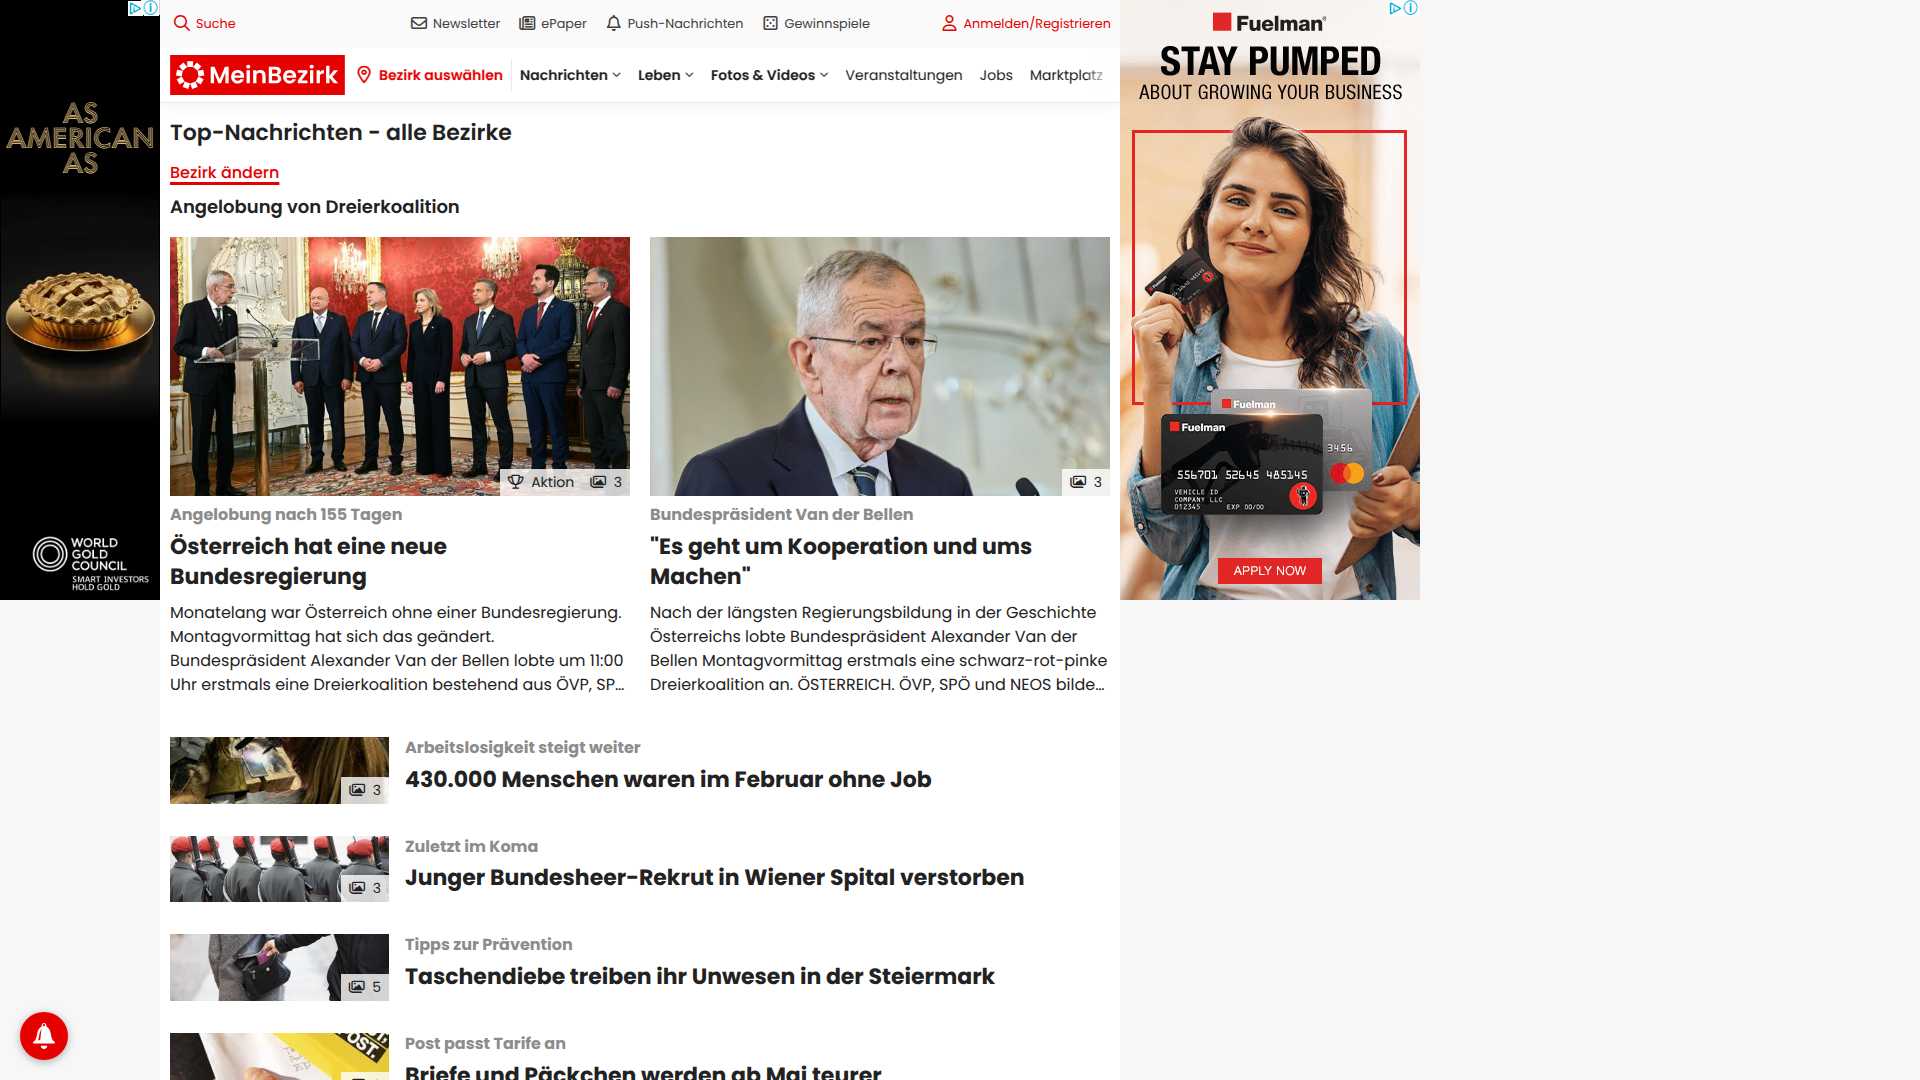 Suche
Newsletter
ePaper
Push-Nachrichten
Gewinnspiele
Anmelden/Registrieren
MeinBezirk
Bezirk auswählen
Nachrichten
Leben
Fotos & Videos
Veranstaltungen
Jobs
Marktplatz
Top-Nachrichten - alle Bezirke
Bezirk ändern
Angelobung von Dreierkoalition
Aktion
3
3
Angelobung nach 155 Tagen
Österreich hat eine neue
Bundesregierung
Monatelang war Österreich ohne einer Bundesregierung.
Montagvormittag hat sich das geändert.
Bundespräsident Alexander Van der Bellen lobte um 11:00
Uhr erstmals eine Dreierkoalition bestehend aus ÖVP, SP...
Bundespräsident Van der Bellen
"Es geht um Kooperation und ums
Machen"
Nach der längsten Regierungsbildung in der Geschichte
Österreichs lobte Bundespräsident Alexander Van der
Bellen Montagvormittag erstmals eine schwarz-rot-pinke
Dreierkoalition an. ÖSTERREICH. ÖVP, SPÖ und NEOS bilde...
3
Arbeitslosigkeit steigt weiter
430.000 Menschen waren im Februar ohne Job
3
Zuletzt im Koma
Junger Bundesheer-Rekrut in Wiener Spital verstorben
5
Tipps zur Prävention
Taschendiebe treiben ihr Unwesen in der Steiermark
Post passt Tarife an
Briefe und Päckchen werden ab Mai teurer
AS
AMERICAN
AS
WORLD
GOLD
COUNCIL
SMART INVESTORS
HOLD GOLD
Fuelman
STAY PUMPED
ABOUT GROWING YOUR BUSINESS
Fuelman
3456
Fuelman
556701 52645 485145
VEHICLE ID
COMPANY LLC
012345 EXP 00/00
APPLY NOW